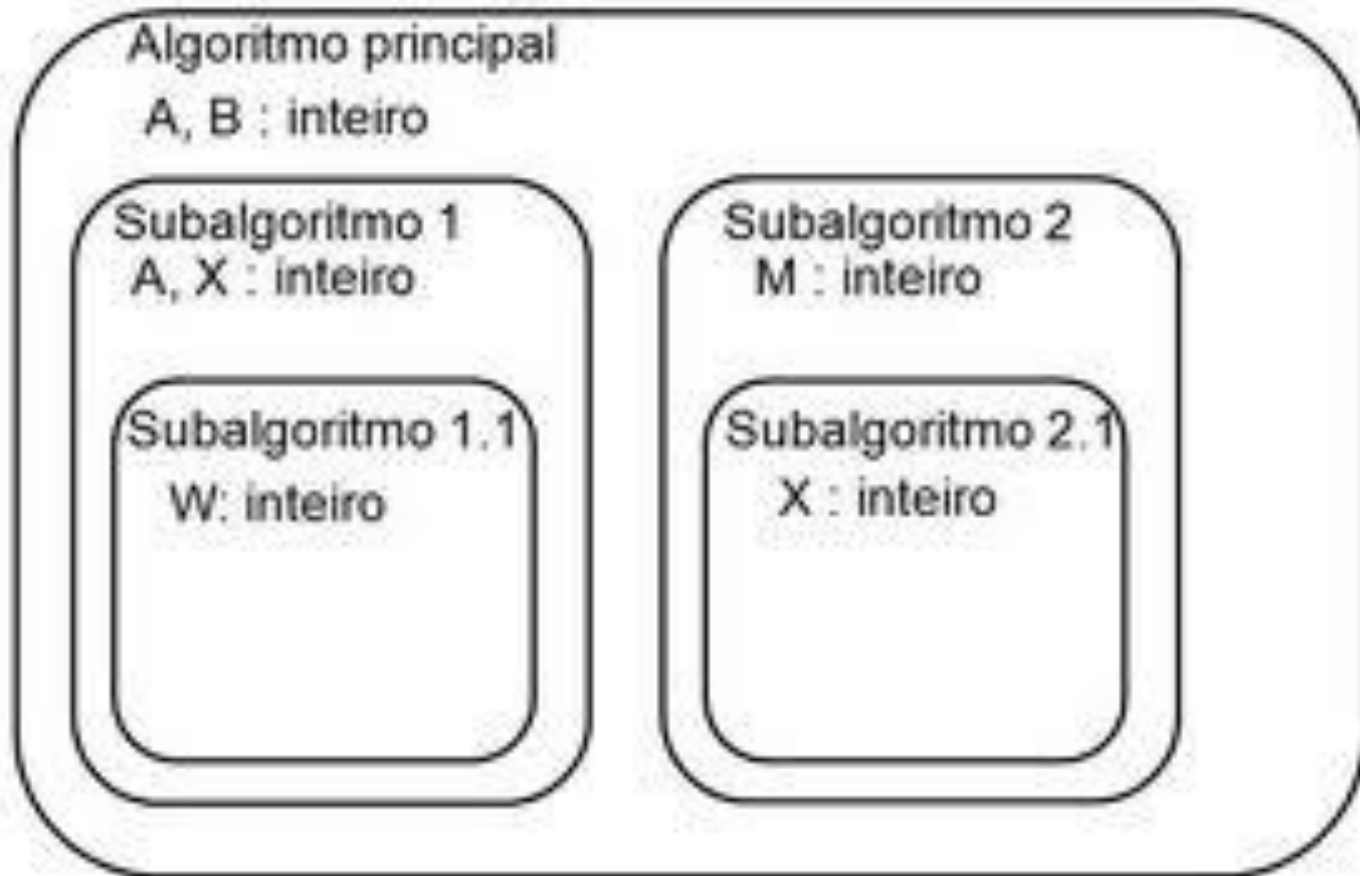 Algoritmo principal
A, B : inteiro
Subalgoritmo 1
A, X : inteiro
Subalgoritmo 1.1
W: inteiro
Subalgoritmo 2
M : inteiro
Subalgoritmo 2.1
X : inteiro